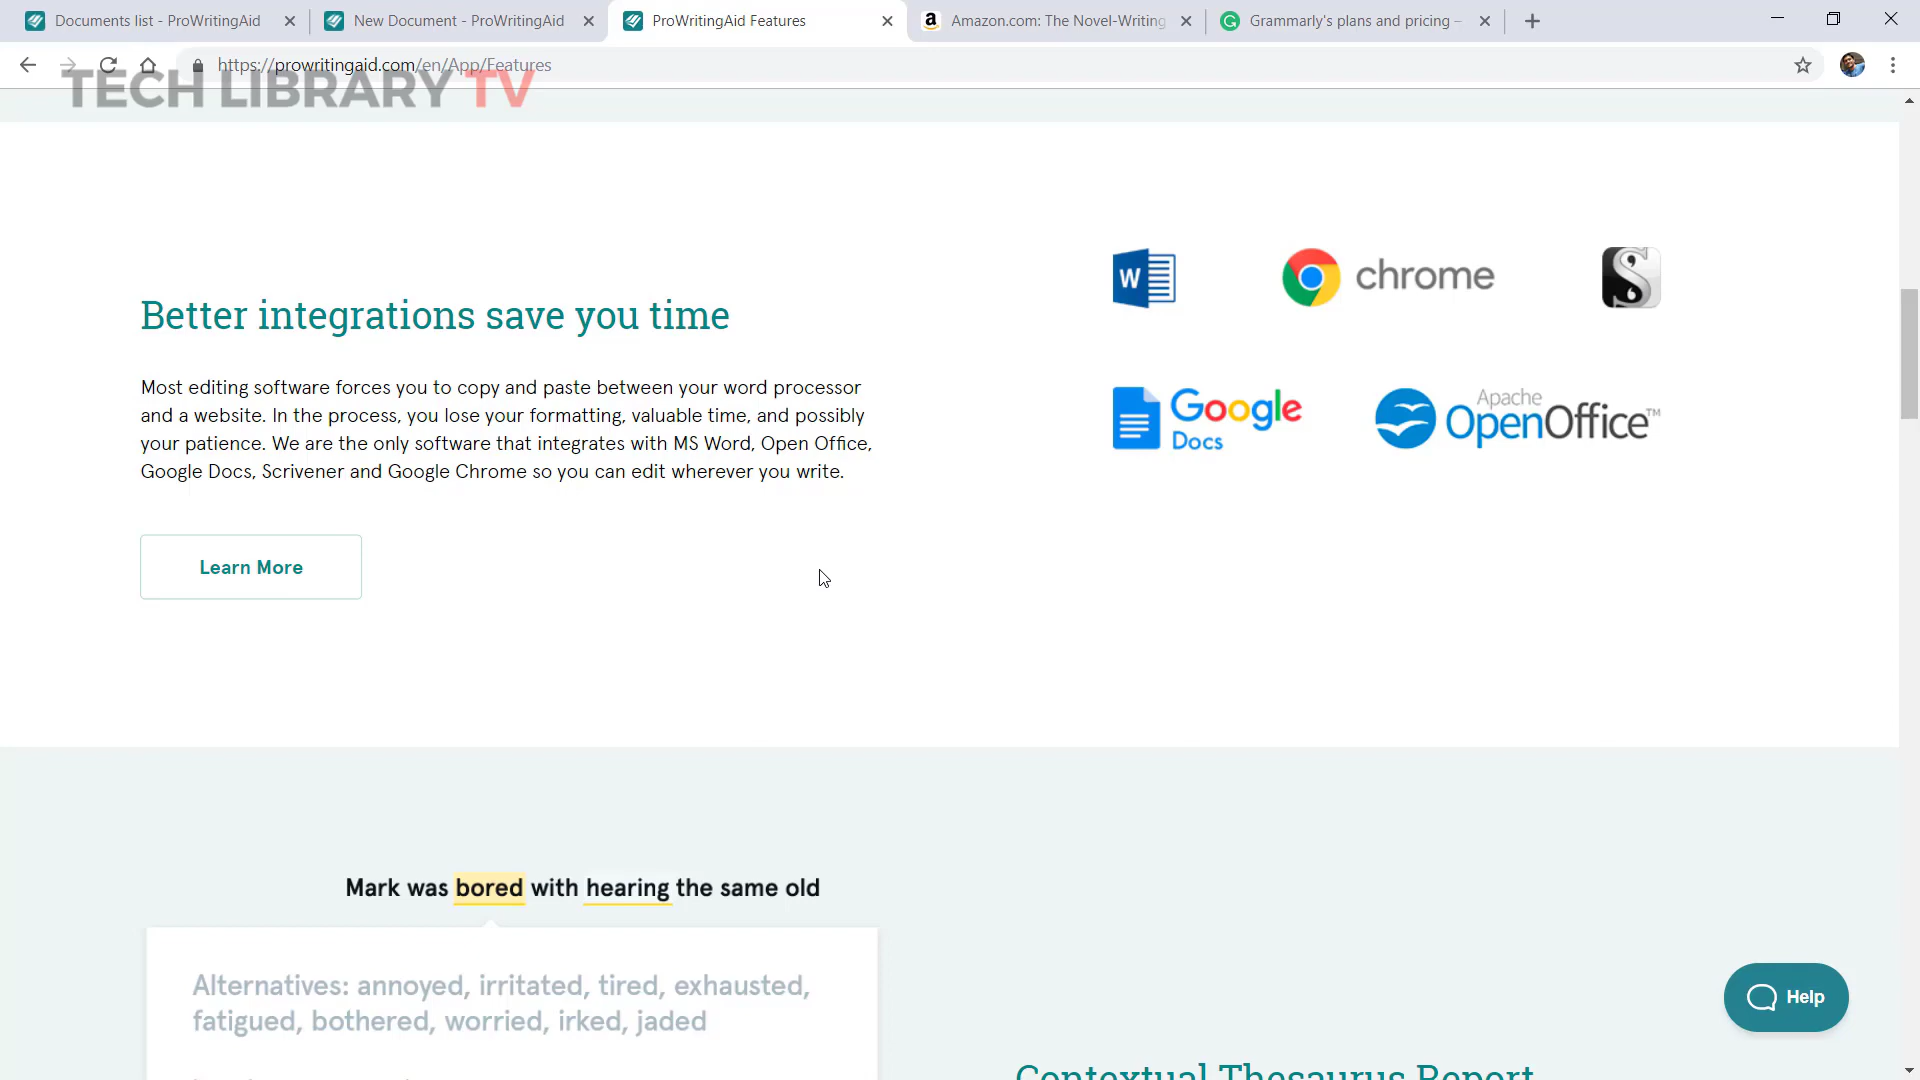 Documents list - ProWritingAid
New Document - ProWritingAid
ProWritingAid Features
Amazon.com: The Novel-Writing
Grammarly's plans and pricing –
https://prowritingaid.com/en/App/Features
TECH LIBRARY TV
Better integrations save you time
Most editing software forces you to copy and paste between your word processor
and a website. In the process, you lose your formatting, valuable time, and possibly
your patience. We are the only software that integrates with MS Word, Open Office,
Google Docs, Scrivener and Google Chrome so you can edit wherever you write.
Learn More
W
chrome
S
Google
Docs
Apache
OpenOffice™
Mark was bored with hearing the same old
Alternatives: annoyed, irritated, tired, exhausted,
fatigued, bothered, worried, irked, jaded
Contextual Thesaurus Report
Help